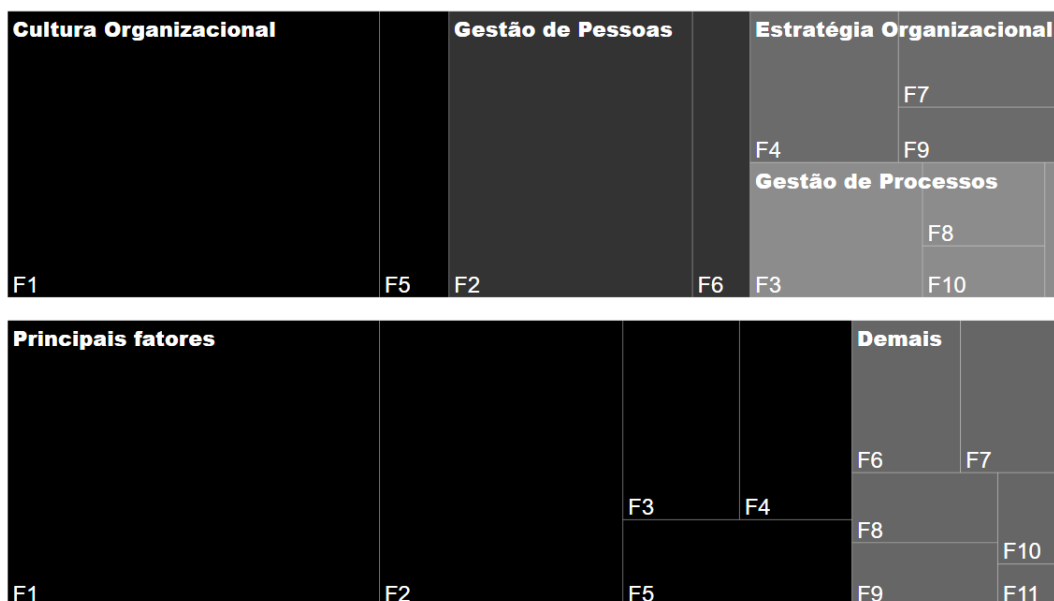 Cultura Organizacional
Gestão de Pessoas
Estratégia Organizacional
F7
F4
F9
Gestão de Processos
F8
F1
F5
F2
F6
F3
F10
Principais fatores
Demais
F6
F7
F3
F4
F8
F10
F1
F2
F5
F9
F11